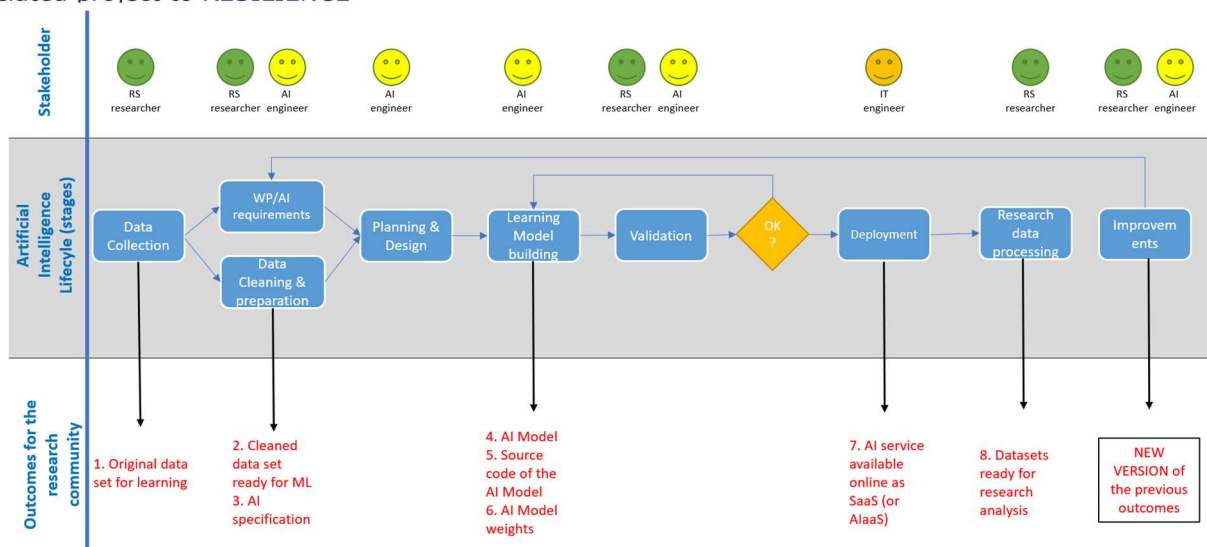 Stakeholder
RS
researcher
RS
researcher
AI
engineer
AI
engineer
AI
engineer
RS
researcher
AI
engineer
IT
engineer
RS
researcher
RS
researcher
AI
engineer
Artificial
Intelligence
Lifecyle (stages)
Data
Collection
WP/AI
requirements
Data
Cleaning &
preparation
Planning &
Design
Learning
Model
building
Validation
OK
?
Deployment
Research
data
processing
Improvem
ents
Outcomes for the
research
community
1. Original data
set for learning
2. Cleaned
data set
ready for ML
3. AI
specification
4. AI Model
5. Source
code of the
AI Model
6. AI Model
weights
7. AI service
available
online as
SaaS (or
AIaaS)
8. Datasets
ready for
research
analysis
NEW
VERSION of
the previous
outcomes